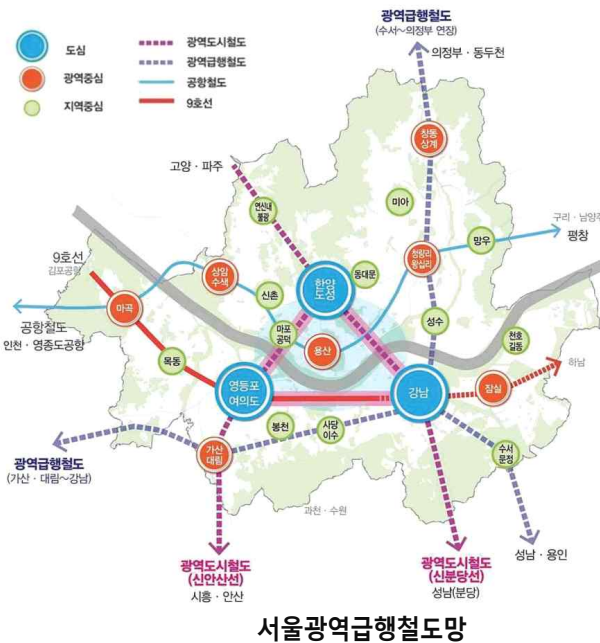 광역급행철도
(수서~의정부 연장)
의정부 · 동두천
도심
광역중심
지역중심
광역도시철도
광역급행철도
공항철도
9호선
고양 · 파주
창동
상계
연신내
불광
미아
구리 · 남양주
평창
망우
청량리
왕십리
9호선
김포공항
상암
수색
한양
도성
동대문
신촌
마곡
마포
공덕
용산
성수
천호
길동
공항철도
인천 · 영종도공항
목동
하남
영등포
여의도
강남
잠실
봉천
사당
이수
가산
대림
수서
문정
광역급행철도
(가산 · 대림~강남)
과천 · 수원
성남 · 용인
광역도시철도
(신안산선)
시흥 · 안산
광역도시철도
(신분당선)
성남(분당)
서울광역급행철도망